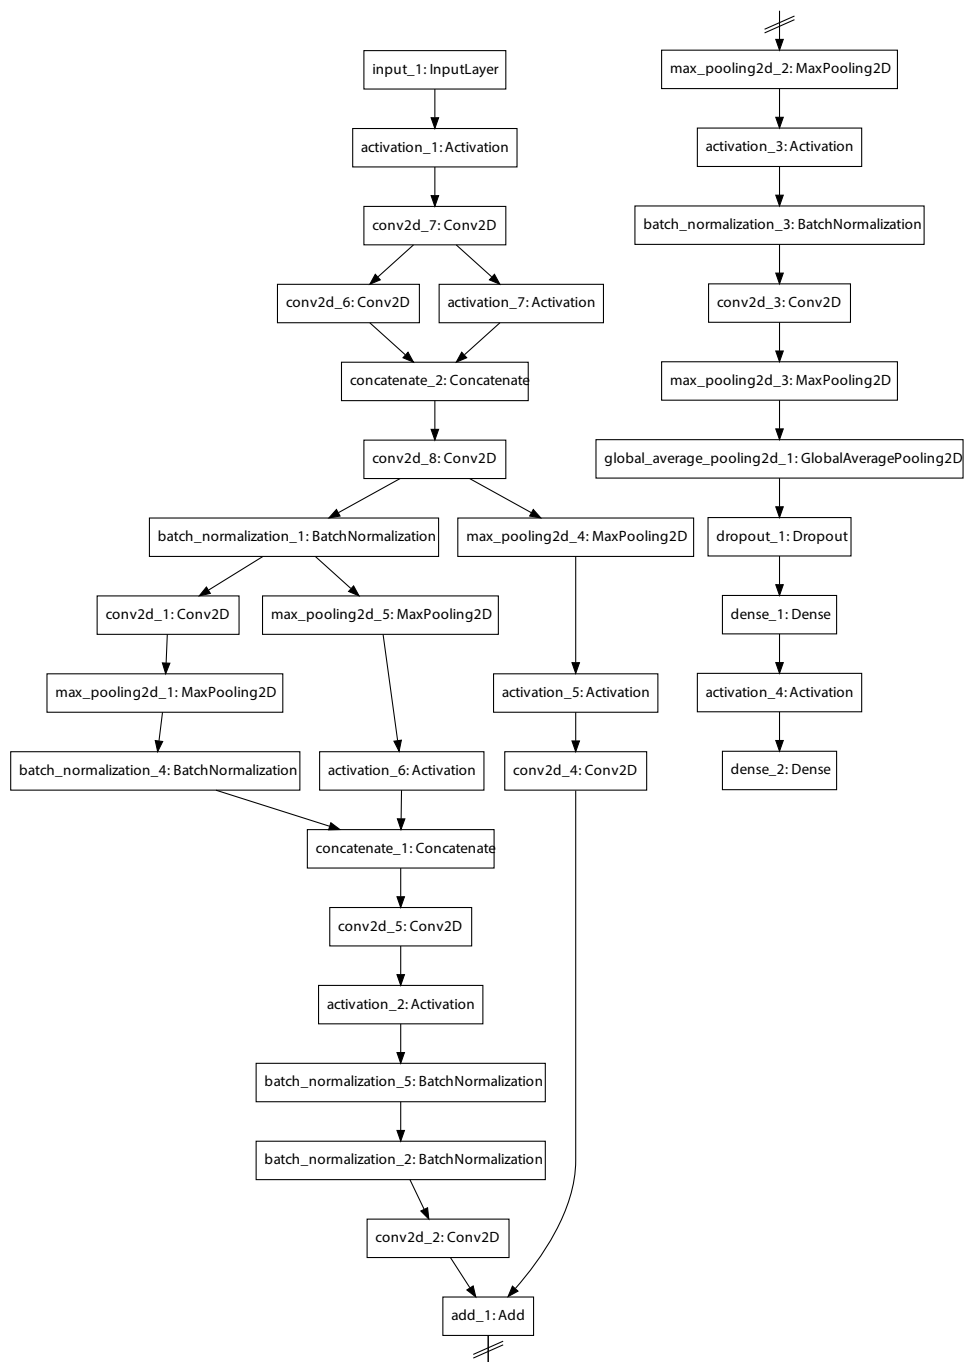 input_1: InputLayer
activation_1: Activation
conv2d_7: Conv2D
conv2d_6: Conv2D
activation_7: Activation
concatenate_2: Concatenate
conv2d_8: Conv2D
batch_normalization_1: BatchNormalization
max_pooling2d_4: MaxPooling2D
conv2d_1: Conv2D
max_pooling2d_5: MaxPooling2D
max_pooling2d_1: MaxPooling2D
activation_5: Activation
batch_normalization_4: BatchNormalization
activation_6: Activation
conv2d_4: Conv2D
concatenate_1: Concatenate
conv2d_5: Conv2D
activation_2: Activation
batch_normalization_5: BatchNormalization
batch_normalization_2: BatchNormalization
conv2d_2: Conv2D
add_1: Add
max_pooling2d_2: MaxPooling2D
activation_3: Activation
batch_normalization_3: BatchNormalization
conv2d_3: Conv2D
max_pooling2d_3: MaxPooling2D
global_average_pooling2d_1: GlobalAveragePooling2D
dropout_1: Dropout
dense_1: Dense
activation_4: Activation
dense_2: Dense